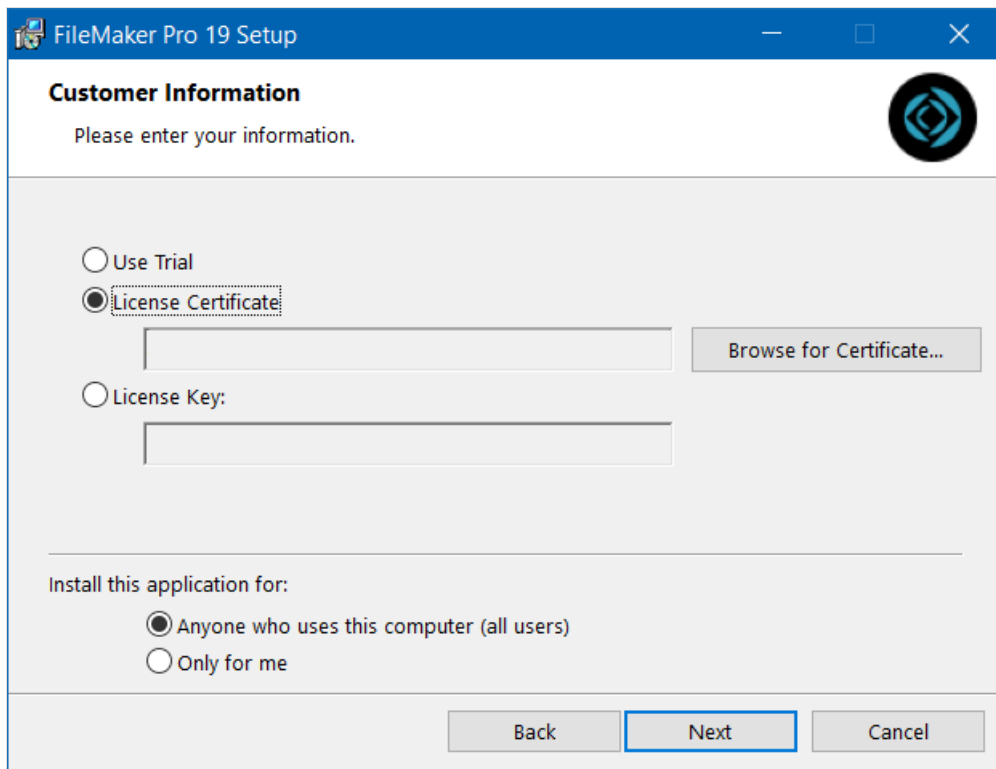 FileMaker Pro 19 Setup
Customer Information
Please enter your information.
Use Trial
License Certificate
Browse for Certificate...
License Key:
Install this application for:
Anyone who uses this computer (all users)
Only for me
Back Next Cancel